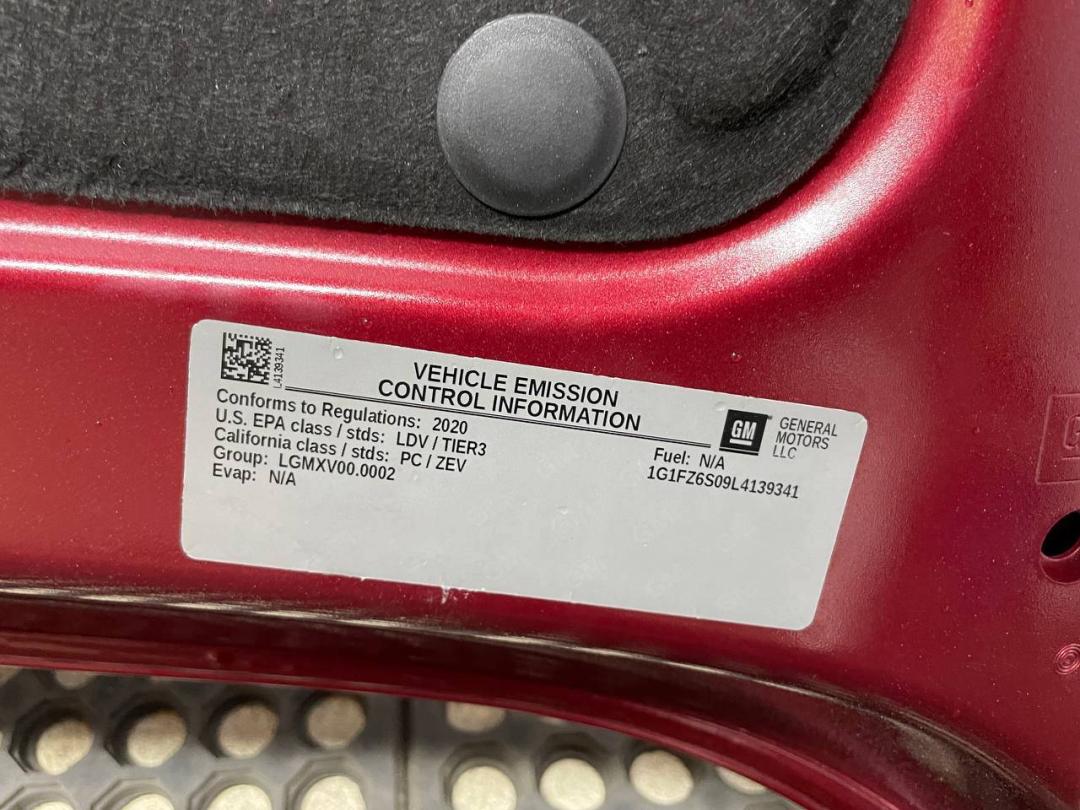 L4139341
VEHICLE EMISSION
CONTROL INFORMATION
GM
GENERAL
MOTORS
LLC
Conforms to Regulations: 2020
U.S. EPA class / stds: LDV / TIER3
California class / stds: PC / ZEV
Group: LGMXV00.0002
Evap: N/A
Fuel: N/A
1G1FZ6S09L4139341